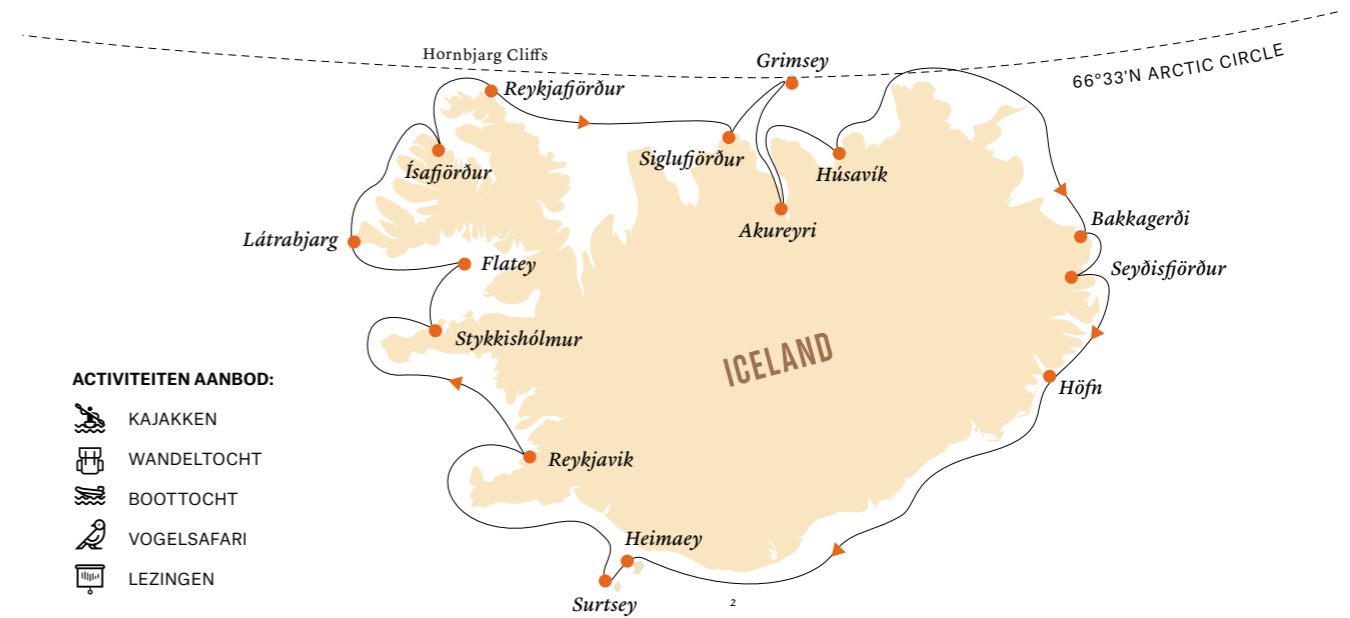 Hornbjarg Cliffs
Grimsey
66°33'N ARCTIC CIRCLE
Reykjafjörður
Siglufjörður
Ísafjörður
Húsavík
Akureyri
Bakkagerði
Látrabjarg
Flatey
Seyðisfjörður
Stykkishólmur
ICELAND
Höfn
ACTIVITEITEN AANBOD:
KAJAKKEN
WANDELTOCHT
BOOTTOCHT
VOGELSAFARI
LEZINGEN
Reykjavik
Heimaey
Surtsey
2